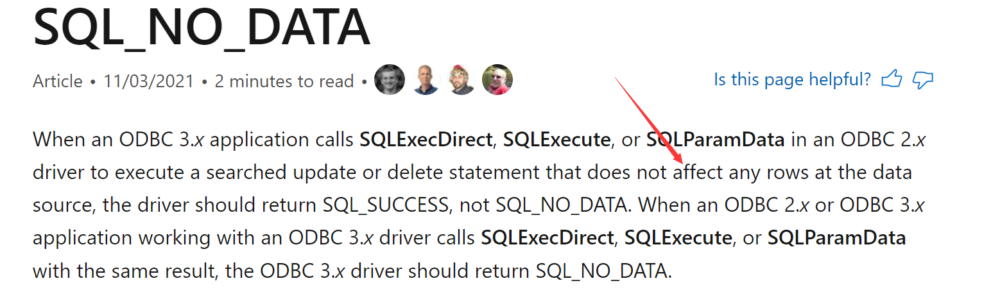 SQL_NO_DATA
Article • 11/03/2021 • 2 minutes to read •
Is this page helpful?
When an ODBC 3.x application calls SQLExecDirect, SQLExecute, or SQLParamData in an ODBC 2.x
driver to execute a searched update or delete statement that does not affect any rows at the data
source, the driver should return SQL_SUCCESS, not SQL_NO_DATA. When an ODBC 2.x or ODBC 3.x
application working with an ODBC 3.x driver calls SQLExecDirect, SQLExecute, or SQLParamData
with the same result, the ODBC 3.x driver should return SQL_NO_DATA.